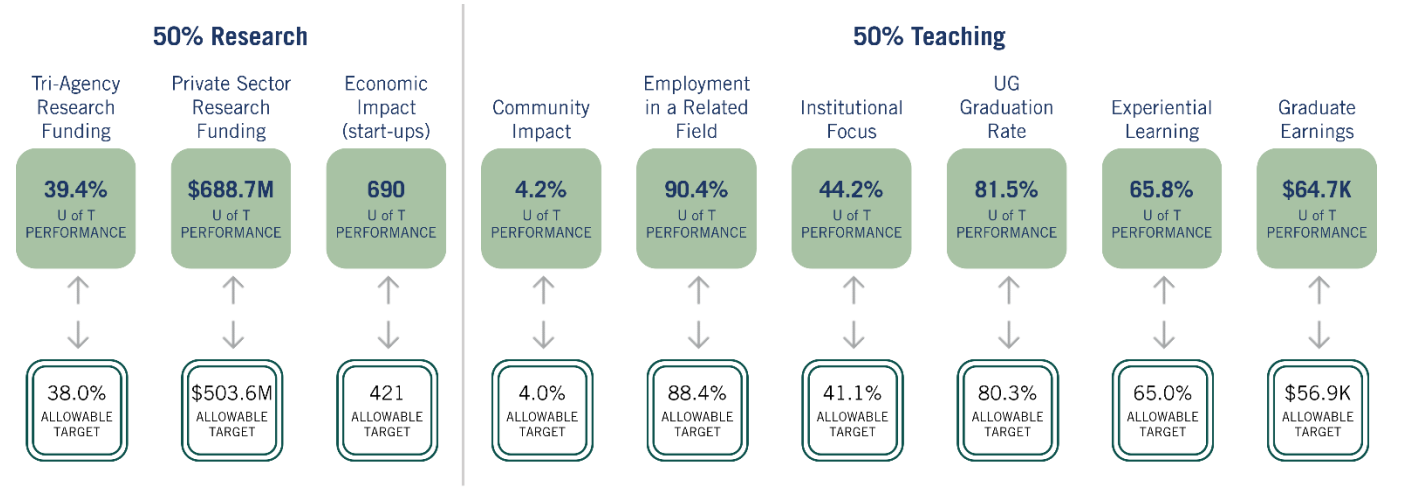 50% Research
50% Teaching
Tri-Agency
Research
Funding
39.4%
U of T
PERFORMANCE
38.0%
ALLOWABLE
TARGET
Private Sector
Research
Funding
$688.7M
U of T
PERFORMANCE
$503.6M
ALLOWABLE
TARGET
Economic
Impact
(start-ups)
690
U of T
PERFORMANCE
421
ALLOWABLE
TARGET
Community
Impact
4.2%
U of T
PERFORMANCE
4.0%
ALLOWABLE
TARGET
Employment
in a Related
Field
90.4%
U of T
PERFORMANCE
88.4%
ALLOWABLE
TARGET
Institutional
Focus
44.2%
U of T
PERFORMANCE
41.1%
ALLOWABLE
TARGET
UG
Graduation
Rate
81.5%
U of T
PERFORMANCE
80.3%
ALLOWABLE
TARGET
Experiential
Learning
65.8%
U of T
PERFORMANCE
65.0%
ALLOWABLE
TARGET
Graduate
Earnings
$64.7K
U of T
PERFORMANCE
$56.9K
ALLOWABLE
TARGET